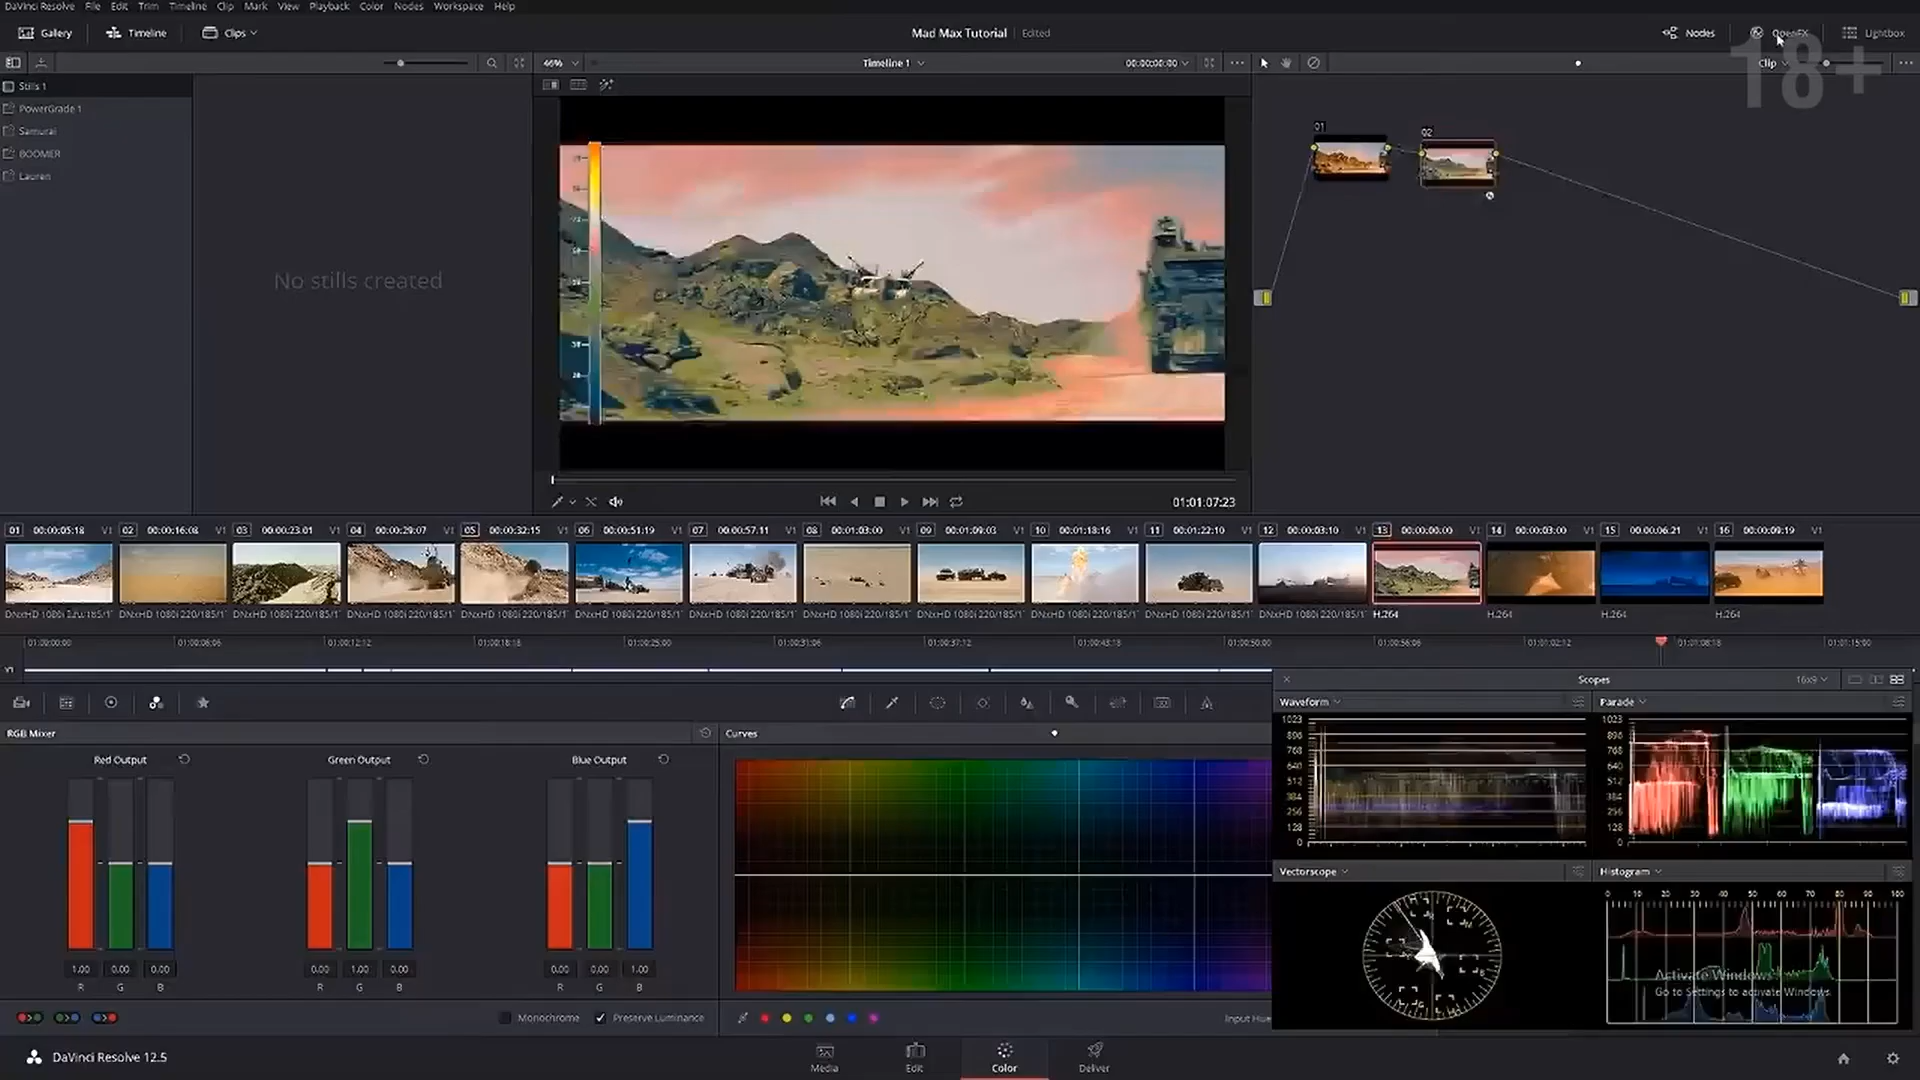 DaVinci Resolve File Edit Trim Timeline Clip Mark View Playback Color Nodes Workspace Help
Gallery Timeline Clips Mad Max Tutorial Edited Nodes OpenFX Lightbox
46% Timeline 1 00:00:00:00 Clip
18+
Stills 1
PowerGrade 1
Samurai
BOOMER
Lauren
No stills created
01 02
01:01:07:23
01 00:00:05:18 V1 02 00:00:16:08 V1 03 00:00:23:01 V1 04 00:00:29:07 V1 05 00:00:32:15 V1 06 00:00:51:19 V1 07 00:00:57:11 V1 08 00:01:03:00 V1 09 00:01:09:03 V1 10 00:01:18:16 V1 11 00:01:22:10 V1 12 00:00:03:10 V1 13 00:00:00:00 V1 14 00:00:03:00 V1 15 00:00:06:21 V1 16 00:00:09:19 V1
DNxHD 1080i 220/185/1 DNxHD 1080i 220/185/1 DNxHD 1080i 220/185/1 DNxHD 1080i 220/185/1 DNxHD 1080i 220/185/1 DNxHD 1080i 220/185/1 DNxHD 1080i 220/185/1 DNxHD 1080i 220/185/1 DNxHD 1080i 220/185/1 DNxHD 1080i 220/185/1 DNxHD 1080i 220/185/1 DNxHD 1080i 220/185/1 H.264 H.264 H.264 H.264
01:00:00:00 01:00:06:06 01:00:12:12 01:00:18:18 01:00:25:00 01:00:31:06 01:00:37:12 01:00:43:18 01:00:50:00 01:00:56:06 01:01:02:12 01:01:08:18 01:01:15:00
V1
Scopes 16x9
Waveform Parade
1023 1023
896 896
768 768
640 640
512 512
384 384
256 256
128 128
0 0
Vectorscope Histogram
0 10 20 30 40 50 60 70 80 90 100
Activate Windows
Go to Settings to activate Windows.
RGB Mixer Curves
Red Output Green Output Blue Output
1.00 0.00 0.00 0.00 1.00 0.00 0.00 0.00 1.00
R G B R G B R G B
Monochrome Preserve Luminance Input Hue
DaVinci Resolve 12.5
Media Edit Color Deliver